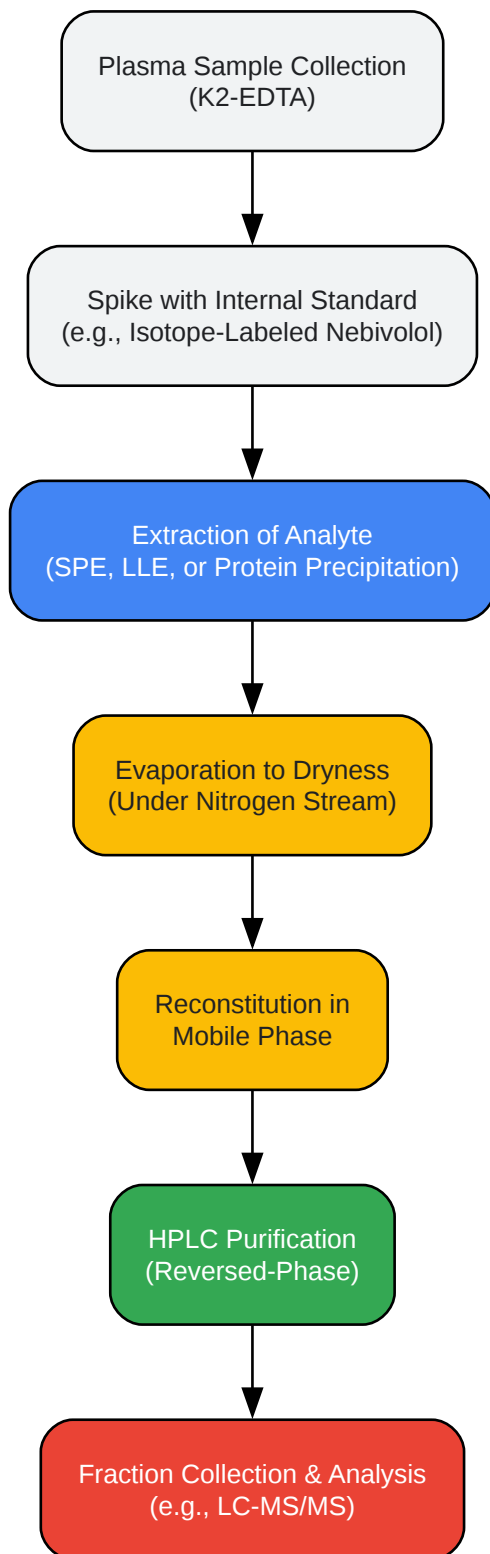 Plasma Sample Collection
(K2-EDTA)
Spike with Internal Standard
(e.g., Isotope-Labeled Nebivolol)
Extraction of Analyte
(SPE, LLE, or Protein Precipitation)
Evaporation to Dryness
(Under Nitrogen Stream)
Reconstitution in
Mobile Phase
HPLC Purification
(Reversed-Phase)
Fraction Collection & Analysis
(e.g., LC-MS/MS)